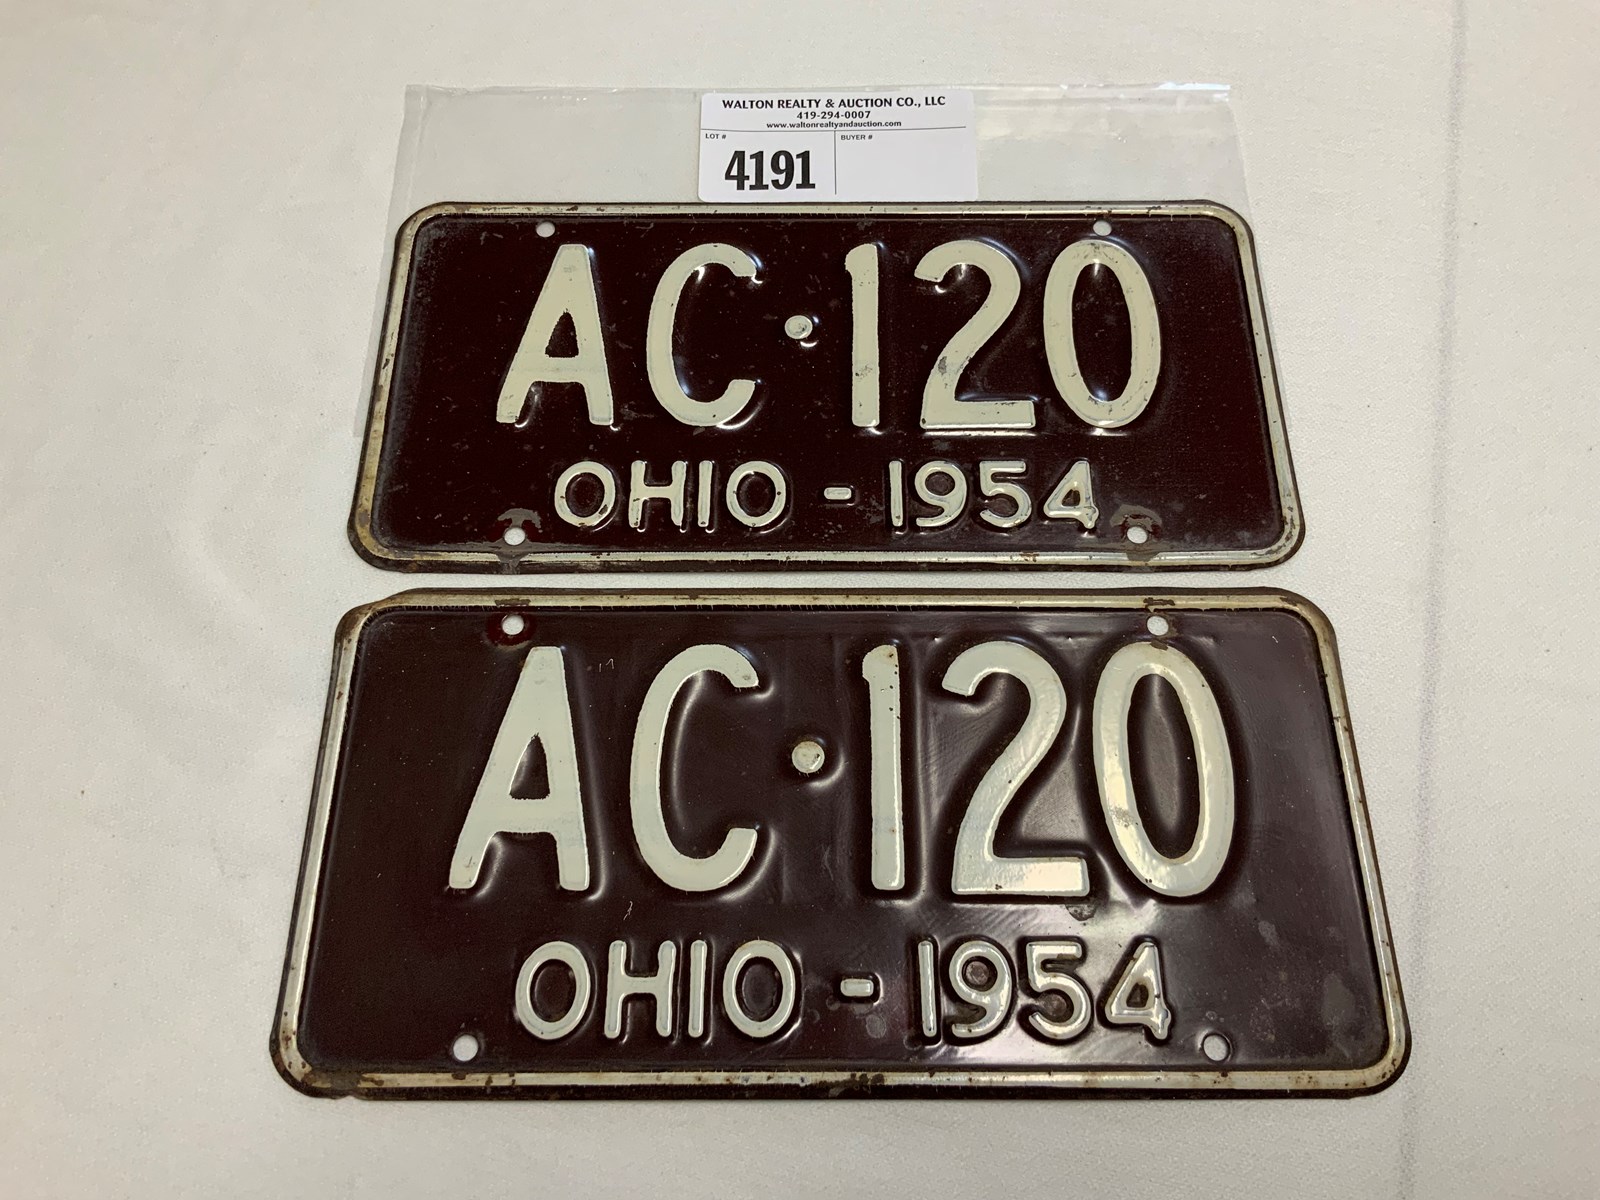 WALTON REALTY & AUCTION CO., LLC
419-294-0007
www.waltonrealtyandauction.com
LOT # BUYER #
4191
AC·120
OHIO - 1954
AC·120
OHIO - 1954